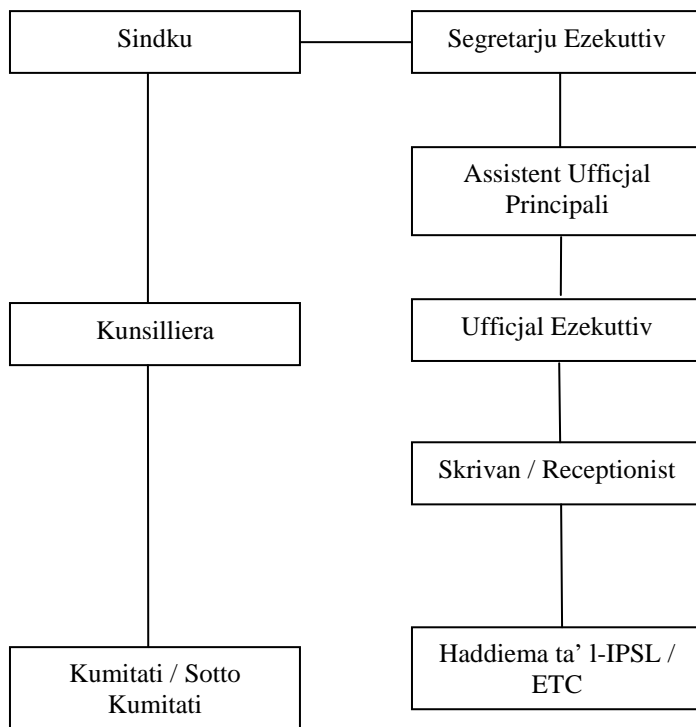 Sindku
Segretarju Ezekuttiv
Assistent Ufficjal
Principali
Kunsilliera
Ufficjal Ezekuttiv
Skrivan / Receptionist
Kumitati / Sotto
Kumitati
Haddiema ta’ l-IPSL /
ETC